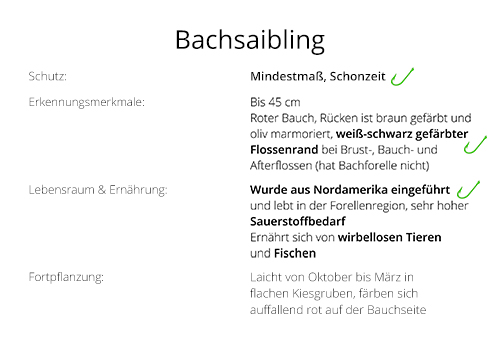 Bachsaibling
Schutz:
Mindestmaß, Schonzeit
Erkennungsmerkmale:
Bis 45 cm
Roter Bauch, Rücken ist braun gefärbt und
oliv marmoriert, weiß-schwarz gefärbter
Flossenrand bei Brust-, Bauch- und
Afterflossen (hat Bachforelle nicht)
Lebensraum & Ernährung:
Wurde aus Nordamerika eingeführt
und lebt in der Forellenregion, sehr hoher
Sauerstoffbedarf
Ernährt sich von wirbellosen Tieren
und Fischen
Fortpflanzung:
Laicht von Oktober bis März in
flachen Kiesgruben, färben sich
auffallend rot auf der Bauchseite